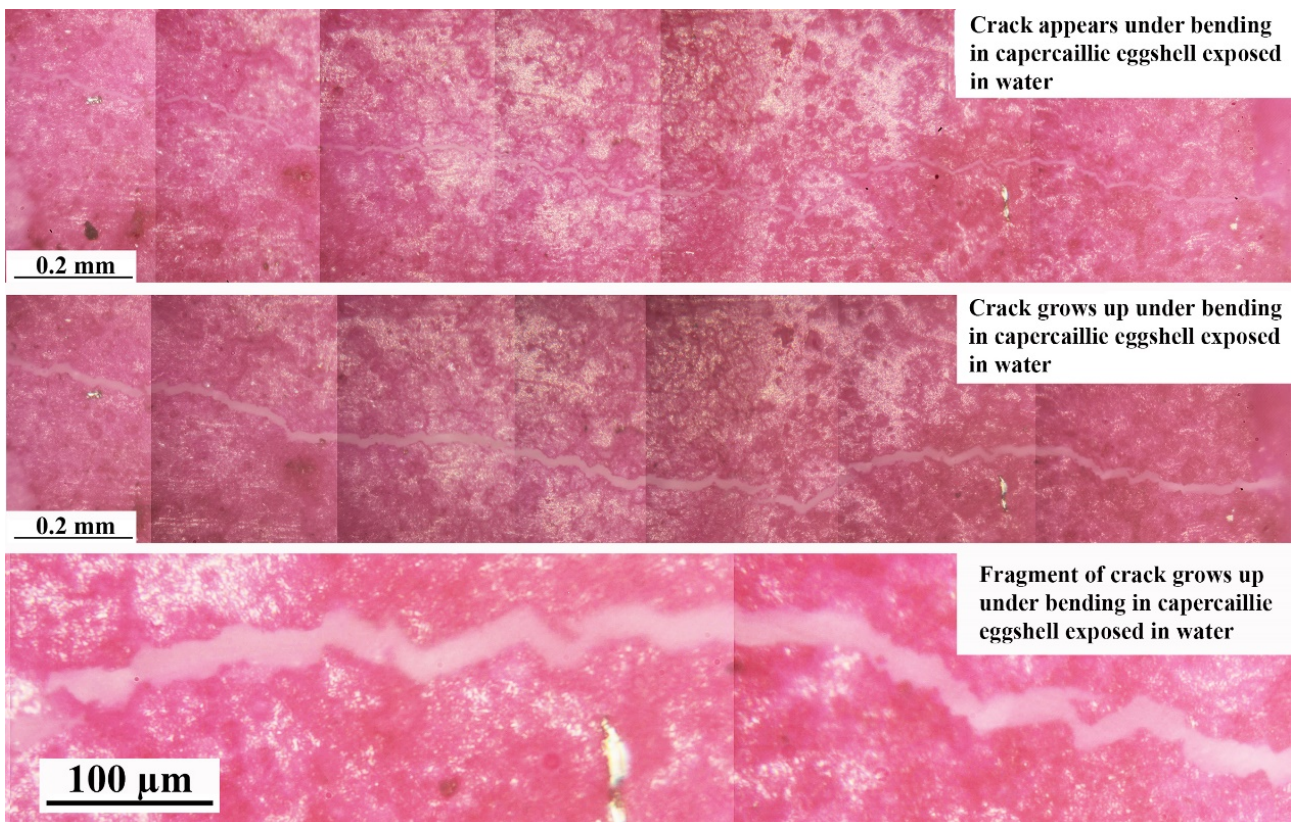 Crack appears under bending
in capercaillie eggshell exposed
in water
0.2 mm
Crack grows up under bending
in capercaillie eggshell exposed
in water
0.2 mm
Fragment of crack grows up
under bending in capercaillie
eggshell exposed in water
100 µm